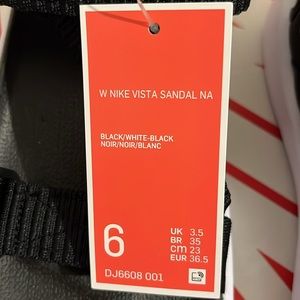 W NIKE VISTA SANDAL NA
BLACK/WHITE-BLACK
NOIR/NOIR/BLANC
6
UK 3.5
BR 35
CM 23
EUR 36.5
DJ6608 001